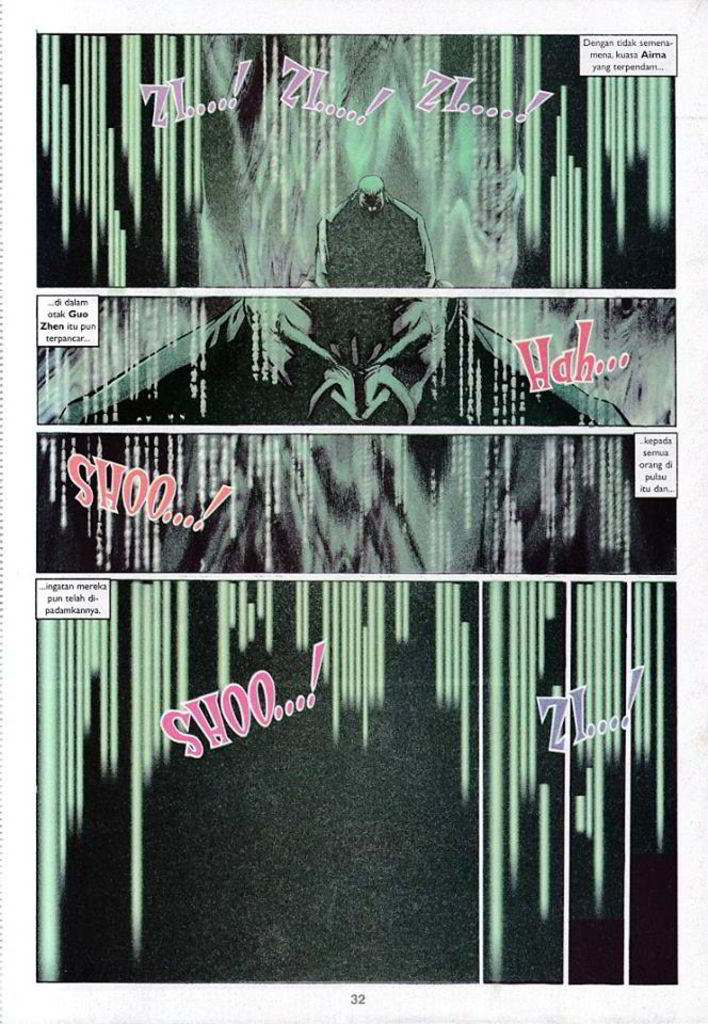 Dengan tidak semena-
mena, kuasa Aima
yang terpendam...
ZI....!
ZI....!
ZI....!
...di dalam
otak Guo
Zhen itu pun
terpancar...
Hah...
..kepada
semua
orang di
pulau
itu dan...
SHOO....!
...ingatan mereka
pun telah di-
padamkannya.
SHOO....!
ZI....!
32